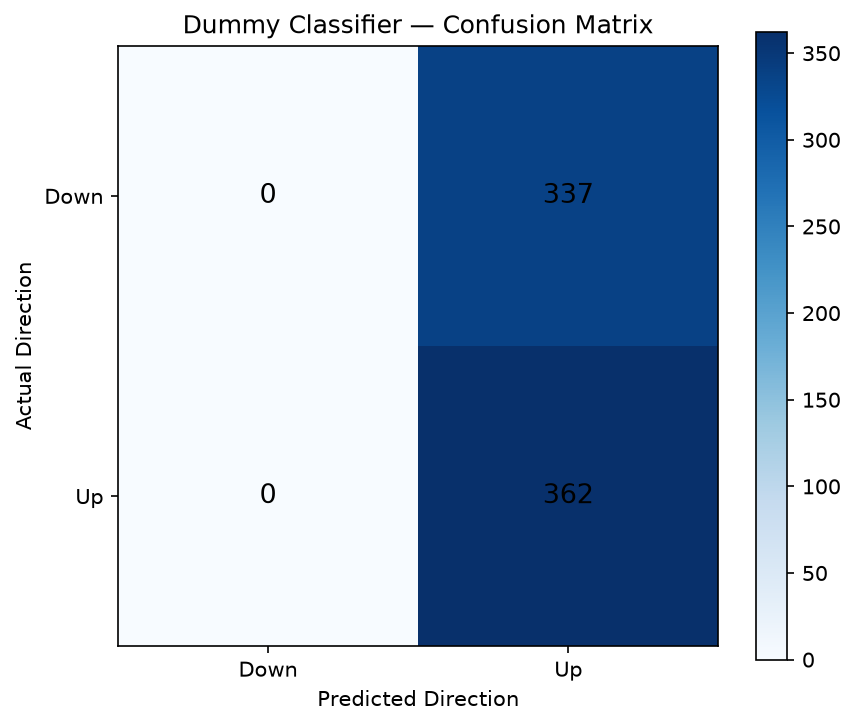 Dummy Classifier — Confusion Matrix
Actual Direction
Down
0
337
Up
0
362
Down
Up
Predicted Direction
350
300
250
200
150
100
50
0